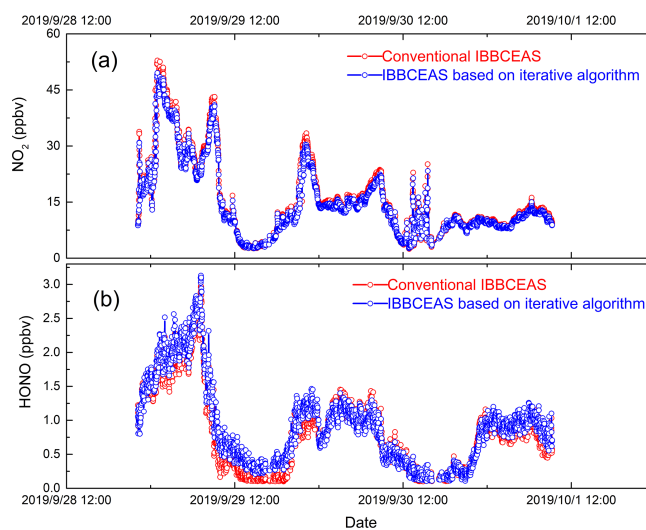 2019/9/28 12:00 2019/9/29 12:00 2019/9/30 12:00 2019/10/1 12:00
60
(a)
Conventional IBBCEAS
IBBCEAS based on iterative algorithm
45
NO2 (ppbv)
30
15
0
3.0
(b)
Conventional IBBCEAS
IBBCEAS based on iterative algorithm
2.5
2.0
HONO (ppbv)
1.5
1.0
0.5
0.0
2019/9/28 12:00 2019/9/29 12:00 2019/9/30 12:00 2019/10/1 12:00
Date